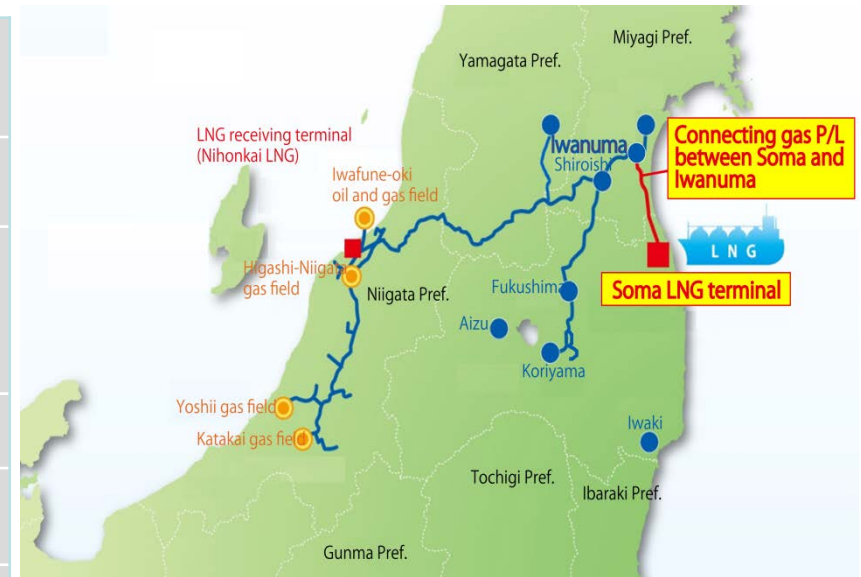 Miyagi Pref.
Yamagata Pref.
LNG receiving terminal
(Nihonkai LNG)
Iwafune-oki
oil and gas field
Iwanuma
Shiroishi
Connecting gas P/L
between Soma and
Iwanuma
LNG
Higashi-Niigata
gas field
Niigata Pref.
Fukushima
Soma LNG terminal
Aizu
Koriyama
Yoshii gas field
Katakai gas field
Iwaki
Tochigi Pref.
Ibaraki Pref.
Gunma Pref.